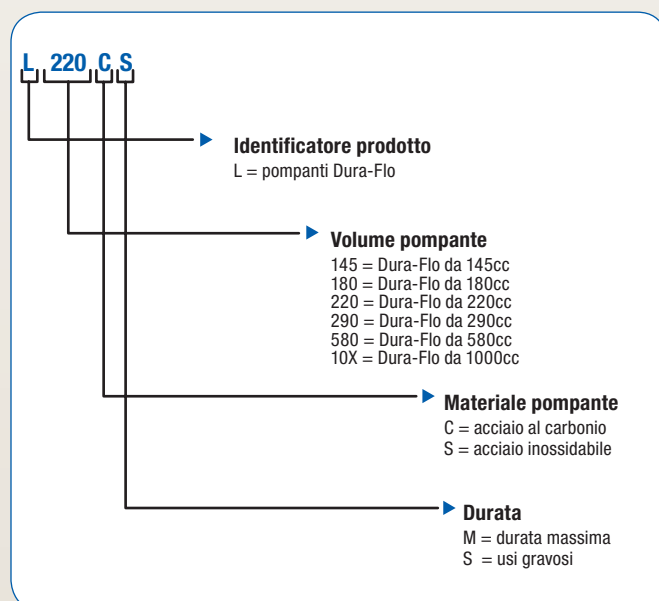 L 220 C S
Identificatore prodotto
L = pompanti Dura-Flo
Volume pompante
145 = Dura-Flo da 145cc
180 = Dura-Flo da 180cc
220 = Dura-Flo da 220cc
290 = Dura-Flo da 290cc
580 = Dura-Flo da 580cc
10X = Dura-Flo da 1000cc
Materiale pompante
C = acciaio al carbonio
S = acciaio inossidabile
Durata
M = durata massima
S = usi gravosi